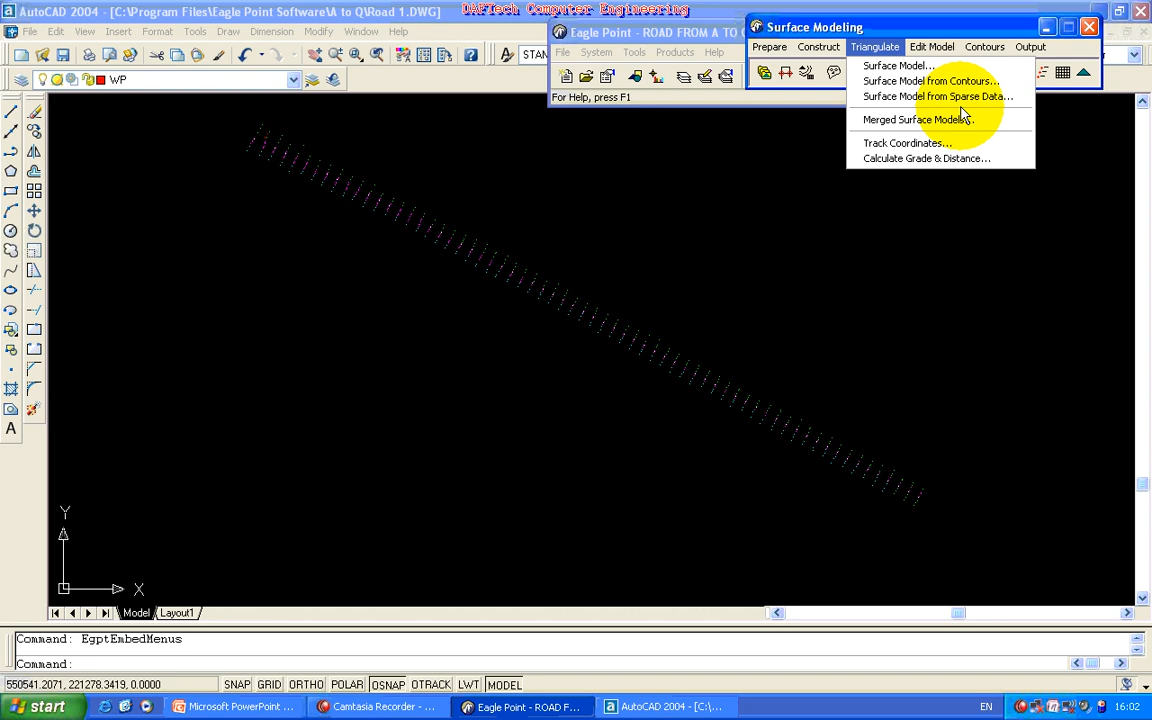 AutoCAD 2004 - [C:\Program Files\Eagle Point Software\A to Q\Road 1.DWG]
DAFTech Computer Engineering
File Edit View Insert Format Tools Draw Dimension Modify Window Help
Eagle Point - ROAD FROM A TO
File System Tools Products Help
For Help, press F1
Surface Modeling
Prepare Construct Triangulate Edit Model Contours Output
Surface Model...
Surface Model from Contours...
Surface Model from Sparse Data...
Merged Surface Models...
Track Coordinates...
Calculate Grade & Distance...
STAN
WP
A
Y
X
Model Layout1
Command: EgptEmbedMenus
Command:
550541.2071, 221278.3419, 0.0000 SNAP GRID ORTHO POLAR OSNAP OTRACK LWT MODEL
start Microsoft PowerPoint ... Camtasia Recorder - ... Eagle Point - ROAD F... AutoCAD 2004 - [C:\... EN 16:02